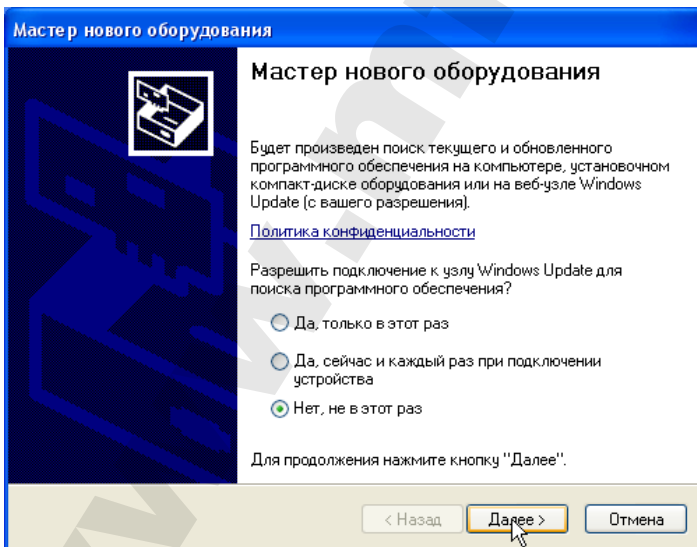 Мастер нового оборудования
Мастер нового оборудования
Будет произведен поиск текущего и обновленного
программного обеспечения на компьютере, установочном
компакт-диске оборудования или на веб-узле Windows
Update (с вашего разрешения).
Политика конфиденциальности
Разрешить подключение к узлу Windows Update для
поиска программного обеспечения?
Да, только в этот раз
Да, сейчас и каждый раз при подключении
устройства
Нет, не в этот раз
Для продолжения нажмите кнопку "Далее".
< Назад
Далее >
Отмена